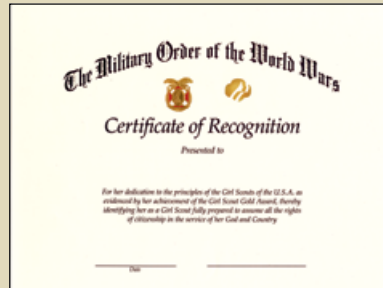 The Military Order of the World Wars
Certificate of Recognition
Presented to
For her dedication to the principles of the Girl Scouts of the U.S.A. as
evidenced by her achievement of the Girl Scout Gold Award, thereby
identifying her as a Girl Scout fully prepared to assume all the rights
of citizenship in the service of her God and Country
Date